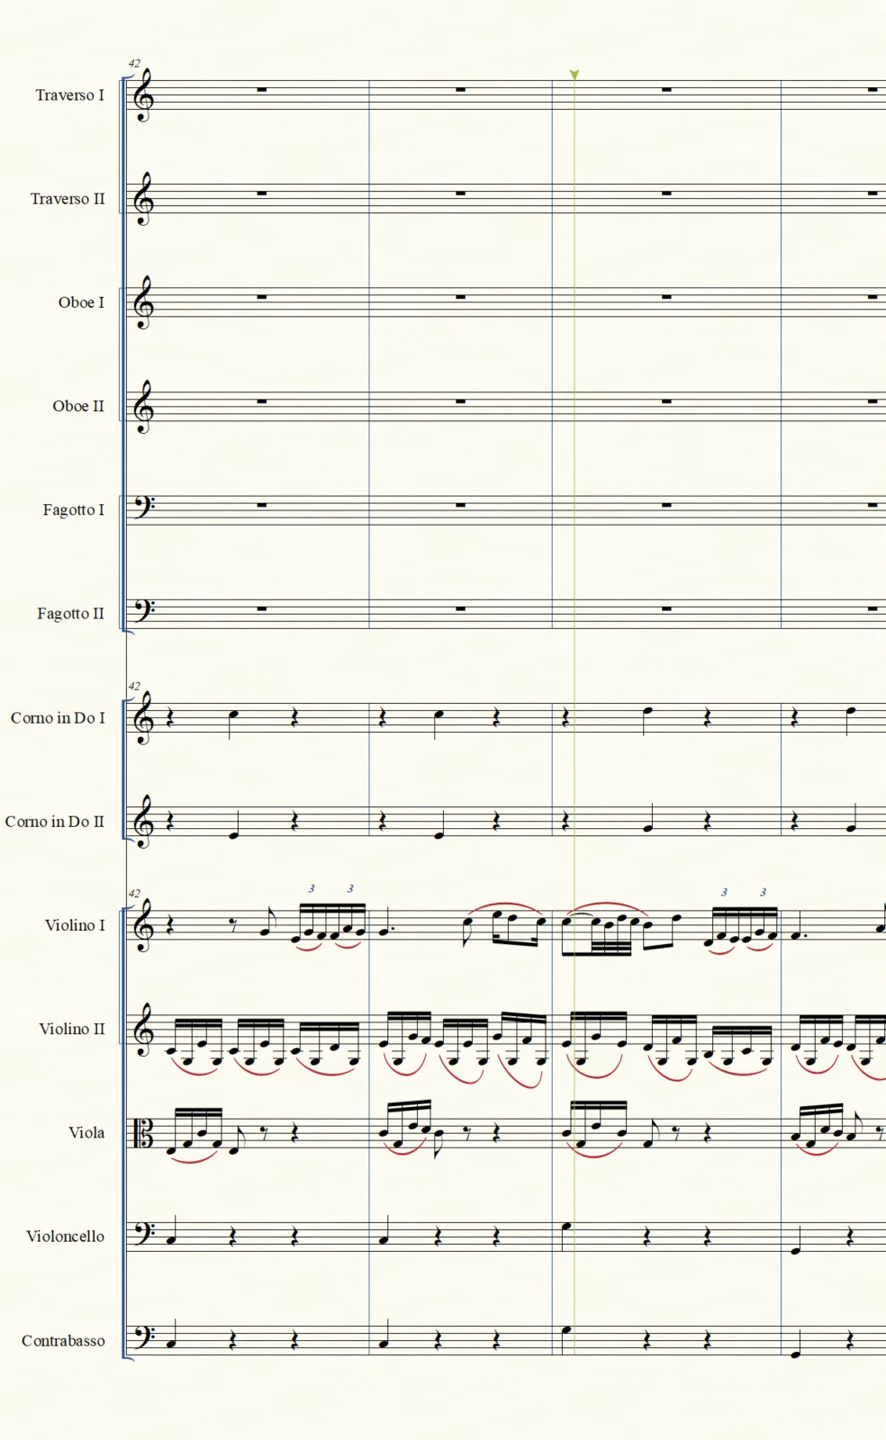 42
Traverso I
Traverso II
Oboe I
Oboe II
Fagotto I
Fagotto II
42
Corno in Do I
Corno in Do II
42
3 3 3 3
Violino I
Violino II
Viola
Violoncello
Contrabasso